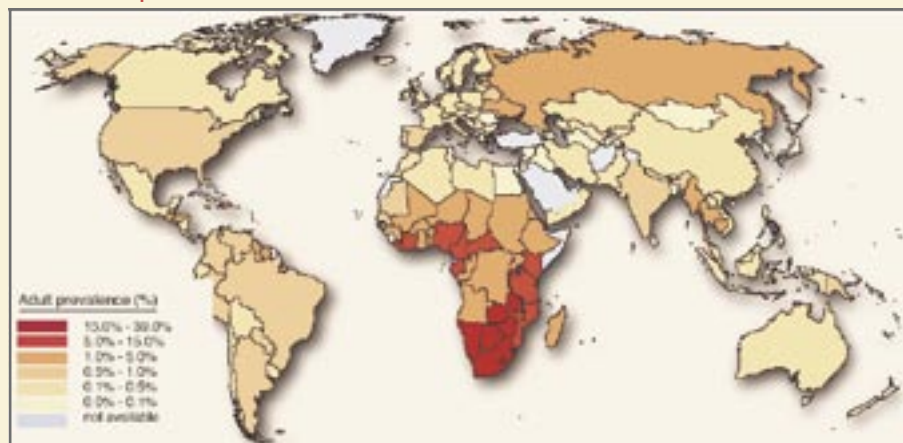 Adult prevalence (%)
15.0% - 39.0%
5.0% - 15.0%
1.0% - 5.0%
0.5% - 1.0%
0.1% - 0.5%
0.0% - 0.1%
not available